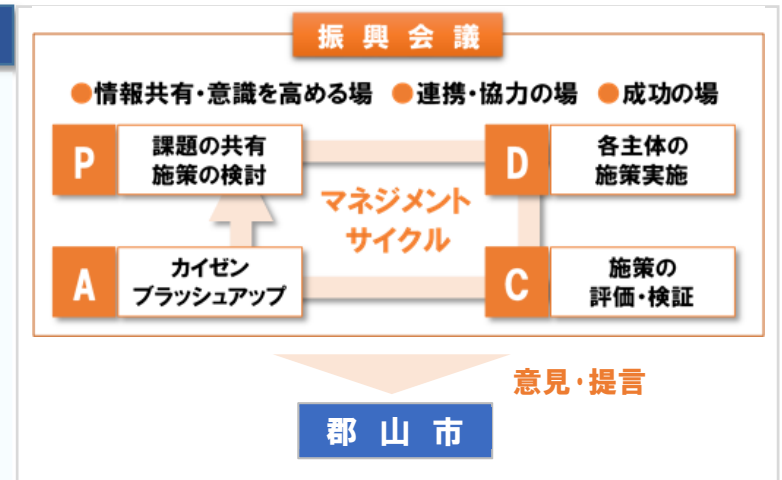 振興会議
●情報共有・意識を高める場 ●連携・協力の場 ●成功の場
P
課題の共有
施策の検討
D
各主体の
施策実施
マネジメント
サイクル
A
カイゼン
ブラッシュアップ
C
施策の
評価・検証
意見・提言
郡山市